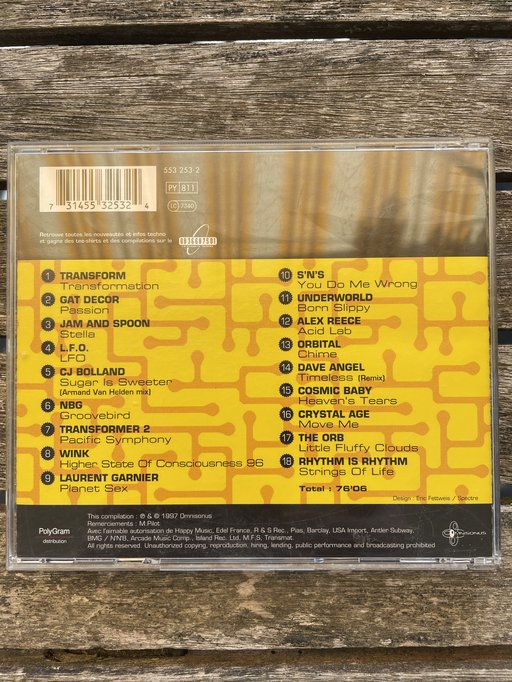 553 253-2
PY 811
LC 7340
7 31455 32532 4
Retrouve toutes les nouveautés et infos techno
et gagne des tee-shirts et des compilations sur le
1 TRANSFORM
Transformation
2 GAT DECOR
Passion
3 JAM AND SPOON
Stella
4 L.F.O.
LFO
5 CJ BOLLAND
Sugar Is Sweeter
(Armand Van Helden mix)
6 NBG
Groovebird
7 TRANSFORMER 2
Pacific Symphony
8 WINK
Higher State Of Consciousness 96
9 LAURENT GARNIER
Planet Sex
10 S'N'S
You Do Me Wrong
11 UNDERWORLD
Born Slippy
12 ALEX REECE
Acid Lab
13 ORBITAL
Chime
14 DAVE ANGEL
Timeless (Remix)
15 COSMIC BABY
Heaven's Tears
16 CRYSTAL AGE
Move Me
17 THE ORB
Little Fluffy Clouds
18 RHYTHM IS RHYTHM
Strings Of Life
Total : 76'06
Design : Eric Fettweis / Spectre
PolyGram
distribution
This compilation : ℗ & © 1997 Omnisonus
Remerciements : M.Pilot.
Avec l'aimable autorisation de Happy Music, Edel France, R & S Rec., Pias, Barclay, USA Import, Antler-Subway,
BMG / N'N'B, Arcade Music Comp., Island Rec. Ltd, M.F.S, Transmat.
All rights reserved. Unauthorized copying, reproduction, hiring, lending, public performance and broadcasting prohibited
OMNISONUS